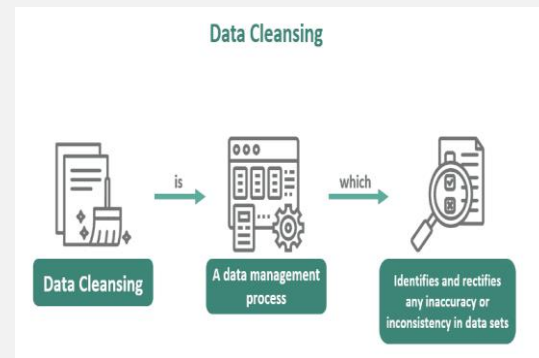 Data Cleansing
is
which
Data Cleansing
A data management
process
Identifies and rectifies
any inaccuracy or
inconsistency in data sets